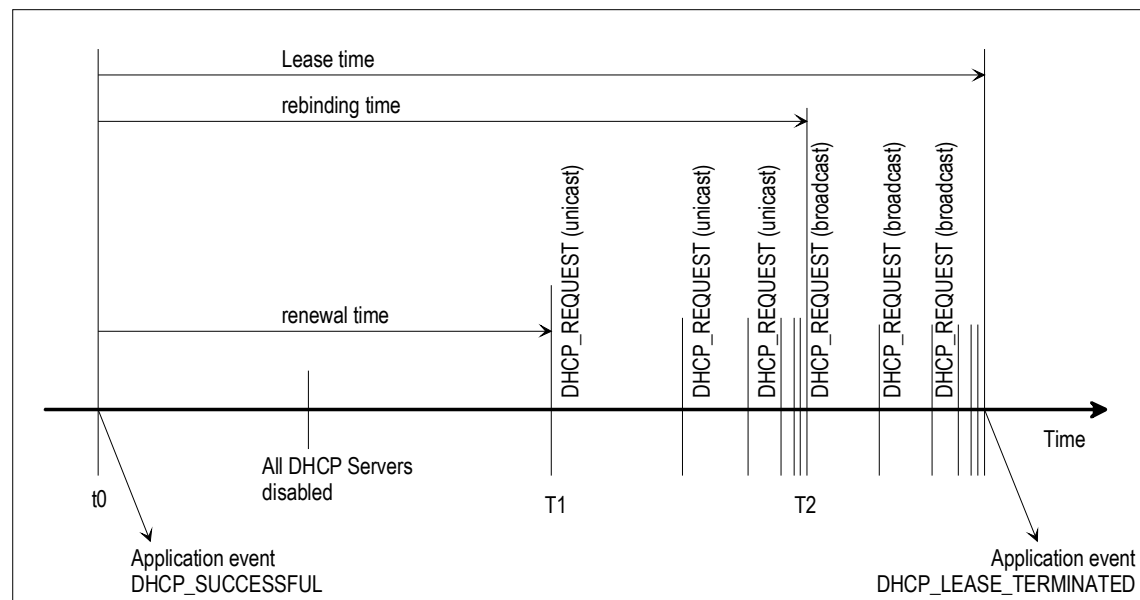 Lease time
rebinding time
renewal time
DHCP_REQUEST (unicast)
DHCP_REQUEST (unicast)
DHCP_REQUEST (unicast)
DHCP_REQUEST (broadcast)
DHCP_REQUEST (broadcast)
DHCP_REQUEST (broadcast)
Time
All DHCP Servers
disabled
t0
T1
T2
Application event
DHCP_SUCCESSFUL
Application event
DHCP_LEASE_TERMINATED